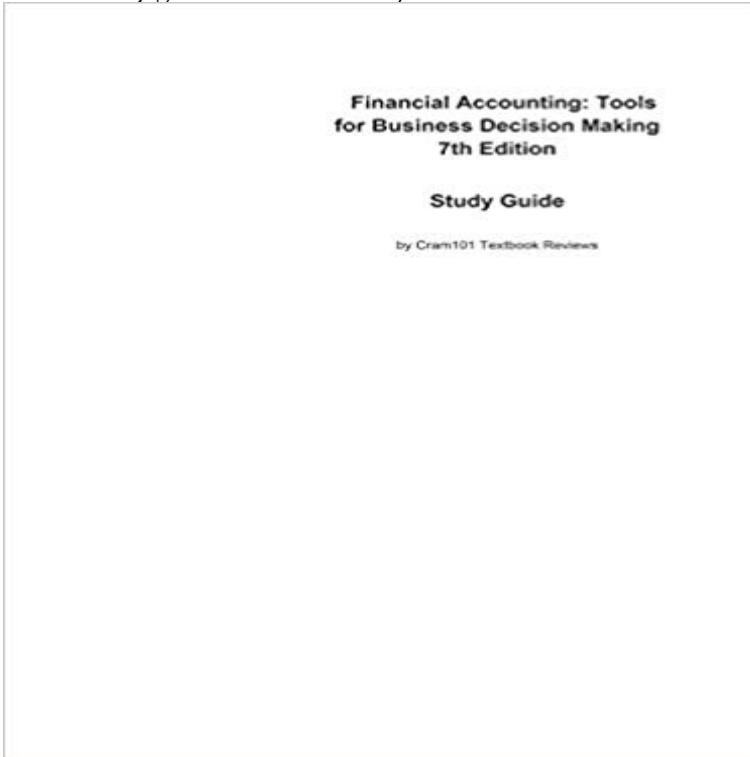 Financial Accounting: Tools
for Business Decision Making
7th Edition
Study Guide
by Cram101 Textbook Reviews